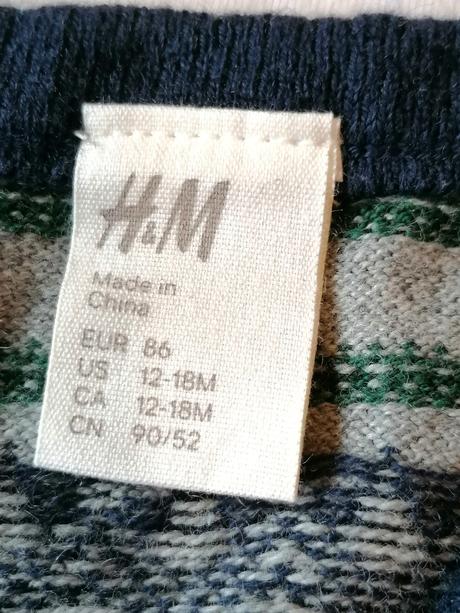 H&M
Made in
China
EUR 86
US 12-18M
CA 12-18M
CN 90/52